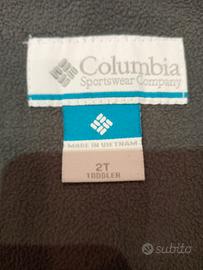 Columbia
Sportswear Company
MADE IN VIETNAM
2T
TODDLER
subito